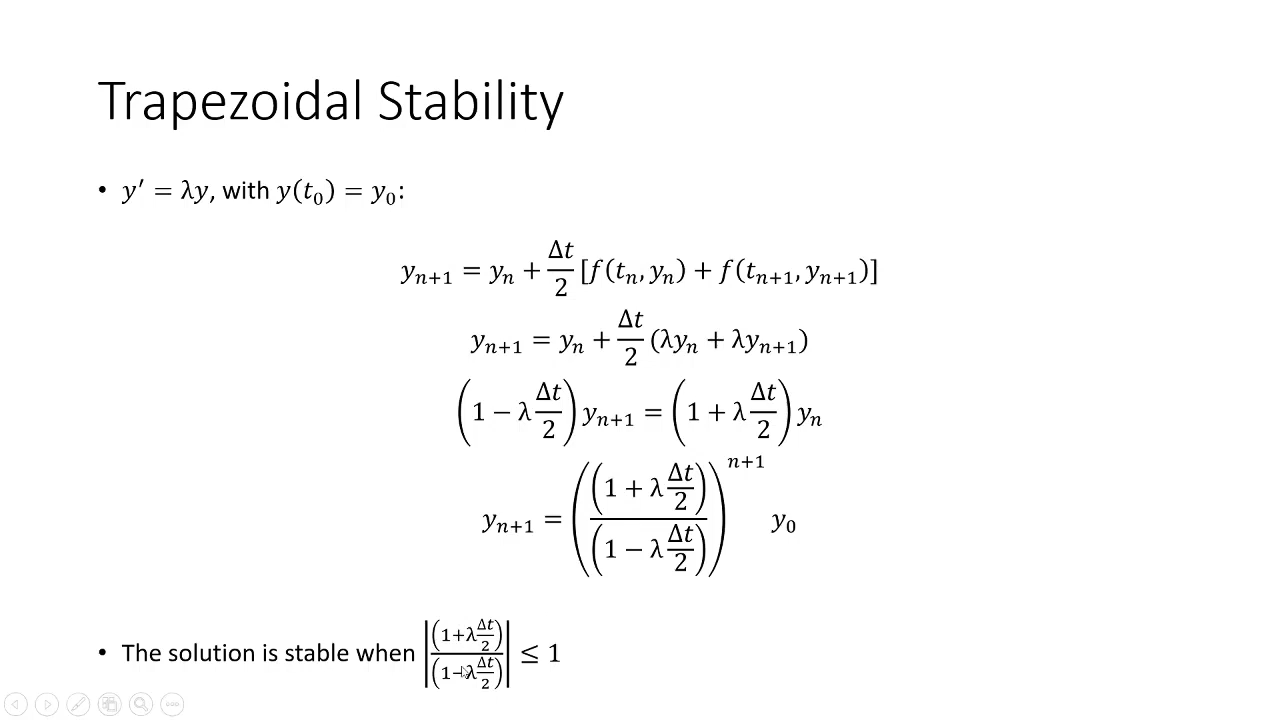 Trapezoidal Stability
• y′ = λy, with y(t₀) = y₀:
yₙ₊₁ = yₙ + Δt/2 [f(tₙ, yₙ) + f(tₙ₊₁, yₙ₊₁)]
yₙ₊₁ = yₙ + Δt/2 (λyₙ + λyₙ₊₁)
(1 − λ Δt/2) yₙ₊₁ = (1 + λ Δt/2) yₙ
yₙ₊₁ = ((1 + λ Δt/2) / (1 − λ Δt/2))ⁿ⁺¹ y₀
• The solution is stable when |(1+λ Δt/2) / (1−λ Δt/2)| ≤ 1